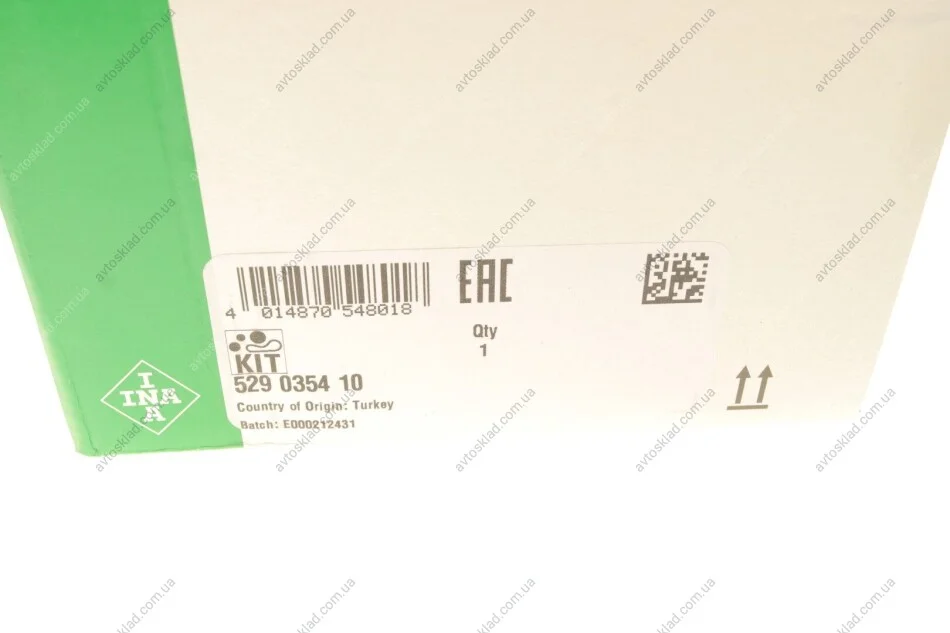 4 014870 548018
EAC
Qty
1
KIT
529 0354 10
Country of Origin: Turkey
Batch: E000212431
I
INA
A
avtosklad.com.ua